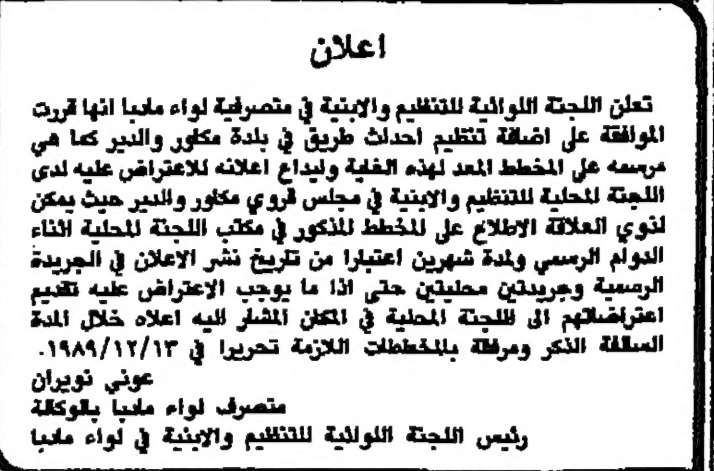 اعلان
تعلن اللجنة اللوائية للتنظيم والابنية في متصرفية لواء مادبا انها قررت
الموافقة على اضافة تنظيم احداث طريق في بلدة مكاور والدير كما هي
مرسمه على المخطط المعد لهذه الغاية وايداع اعلانه للاعتراض عليه لدى
اللجنة المحلية للتنظيم والابنية في مجلس قروي مكاور والدير حيث يمكن
لذوي العلاقة الاطلاع على المخطط المذكور في مكتب اللجنة المحلية اثناء
الدوام الرسمي ولمدة شهرين اعتبارا من تاريخ نشر الاعلان في الجريدة
الرسمية وجريدتين محليتين حتى اذا ما يوجب الاعتراض عليه تقديم
اعتراضاتهم الى اللجنة المحلية في المكان المشار اليه اعلاه خلال المدة
السالفة الذكر ومرفقة بالمخططات اللازمة تحريرا في ١٩٨٩/١٢/١٣.
عوني نويران
متصرف لواء مادبا بالوكالة
رئيس اللجنة اللوائية للتنظيم والابنية في لواء مادبا